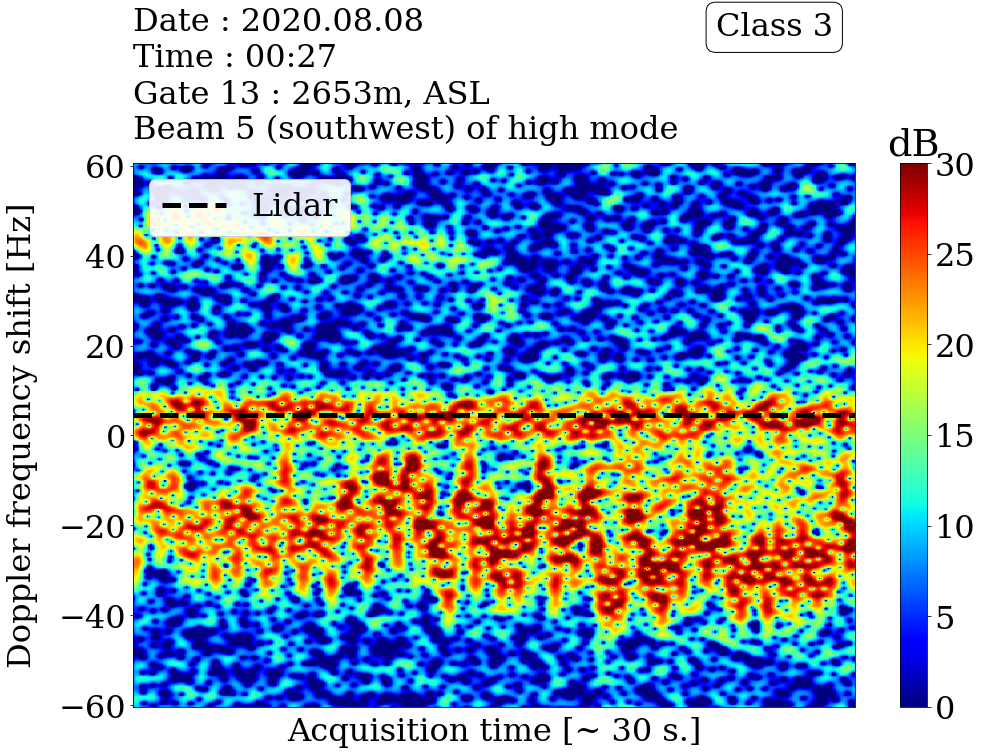 Date : 2020.08.08
Class 3
Time : 00:27
Gate 13 : 2653m, ASL
Beam 5 (southwest) of high mode
dB
Lidar
Doppler frequency shift [Hz]
60
40
20
0
−20
−40
−60
30
25
20
15
10
5
0
Acquisition time [~ 30 s.]